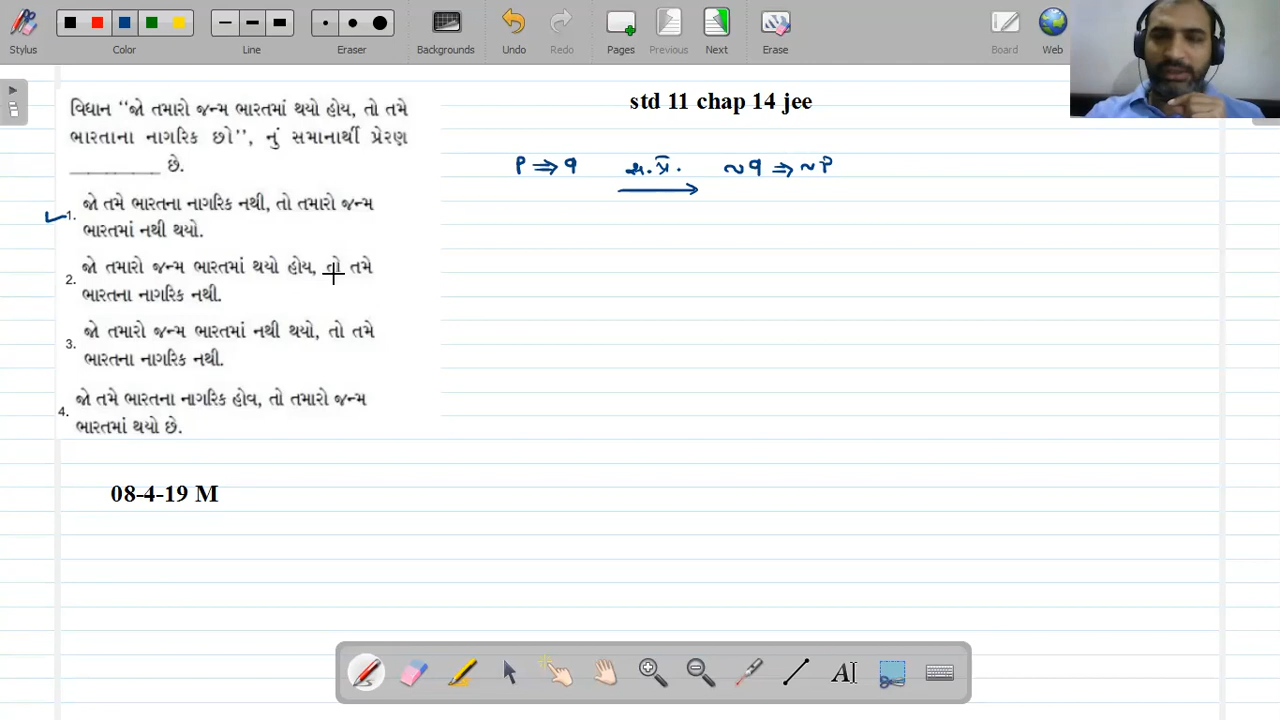 Stylus
Color
Line
Eraser
Backgrounds
Undo
Redo
Pages
Previous
Next
Erase
Board
Web
std 11 chap 14 jee
વિધાન ‘‘જો તમારો જન્મ ભારતમાં થયો હોય, તો તમે
ભારતાના નાગરિક છો’’, નું સમાનાર્થી પ્રેરણ
__________ છે.
1. જો તમે ભારતના નાગરિક નથી, તો તમારો જન્મ
ભારતમાં નથી થયો.
2. જો તમારો જન્મ ભારતમાં થયો હોય, તો તમે
ભારતના નાગરિક નથી.
3. જો તમારો જન્મ ભારતમાં નથી થયો, તો તમે
ભારતના નાગરિક નથી.
4. જો તમે ભારતના નાગરિક હોવ, તો તમારો જન્મ
ભારતમાં થયો છે.
P ⇒ q સ.પ્રે. ~q ⇒ ~P
08-4-19 M